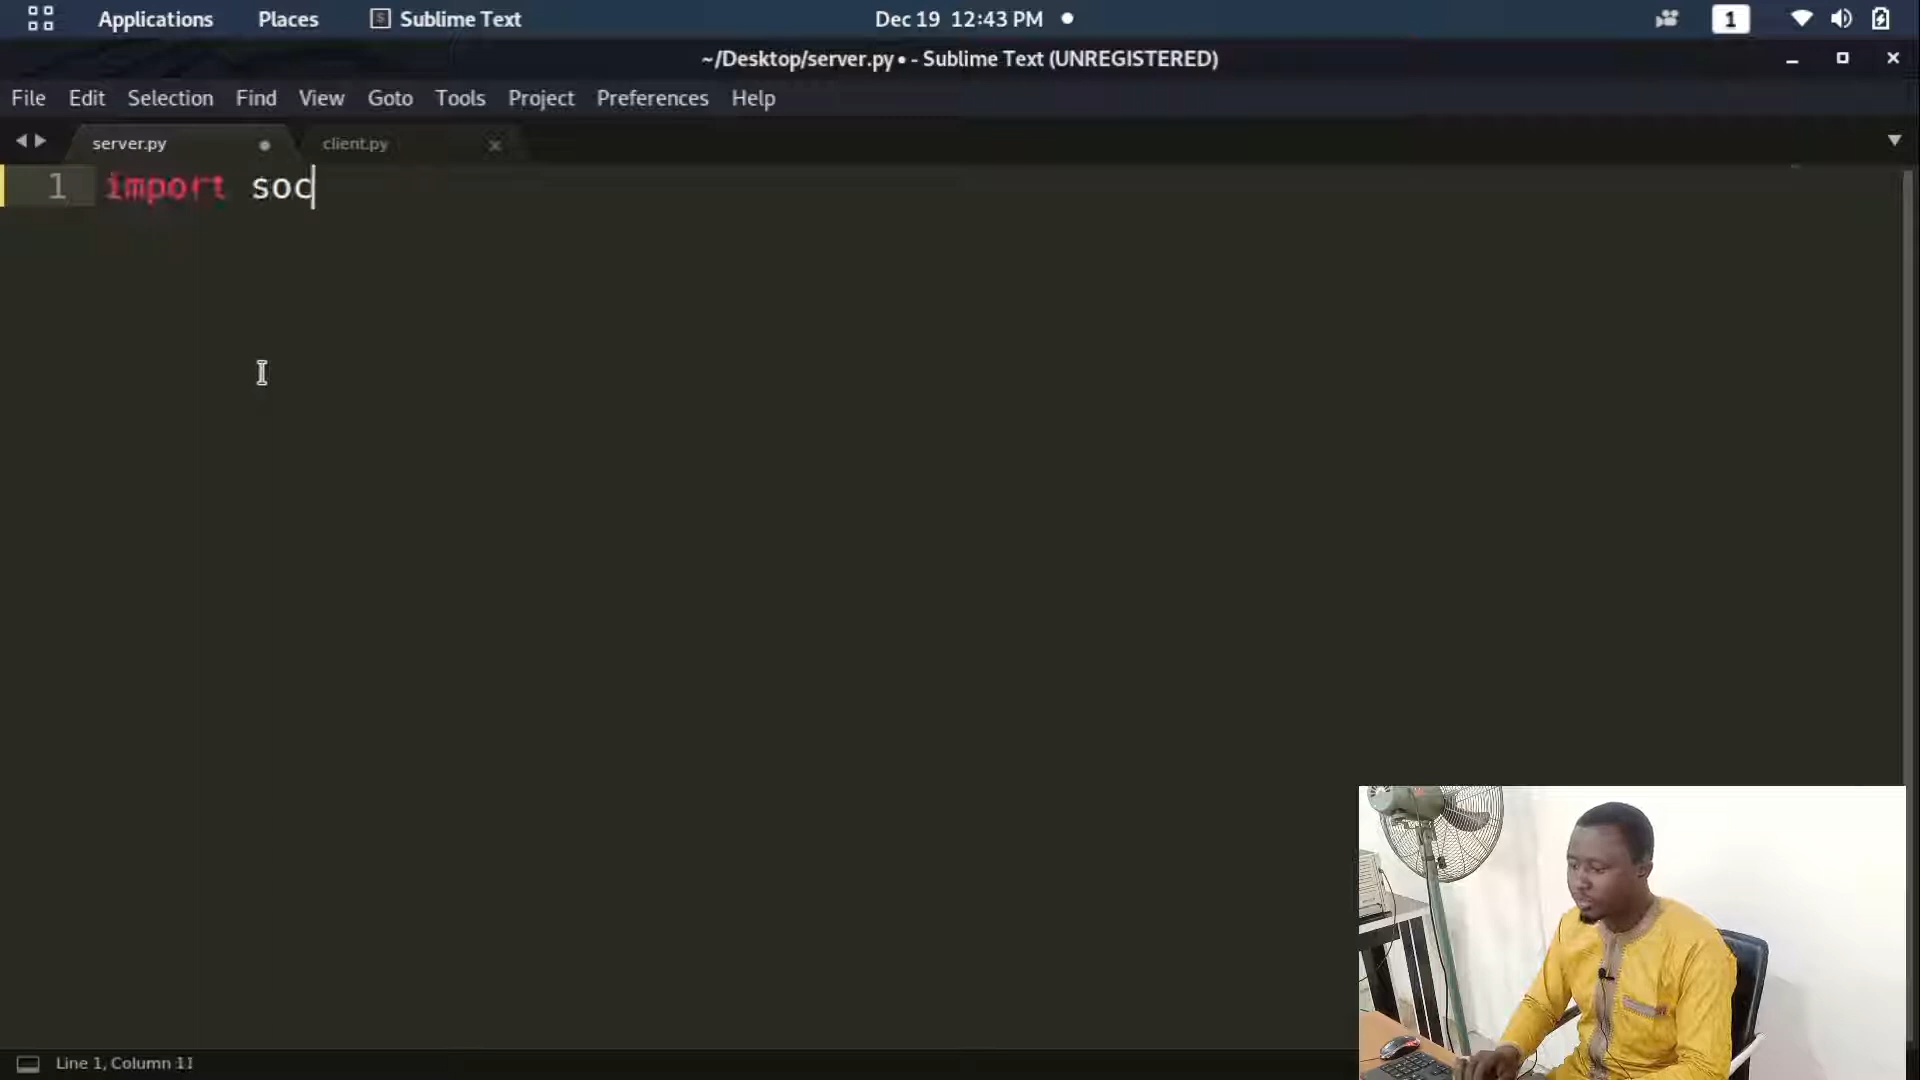 Applications Places Sublime Text Dec 19 12:43 PM 1
~/Desktop/server.py • - Sublime Text (UNREGISTERED)
File Edit Selection Find View Goto Tools Project Preferences Help
server.py client.py
1 import soc
Line 1, Column 11